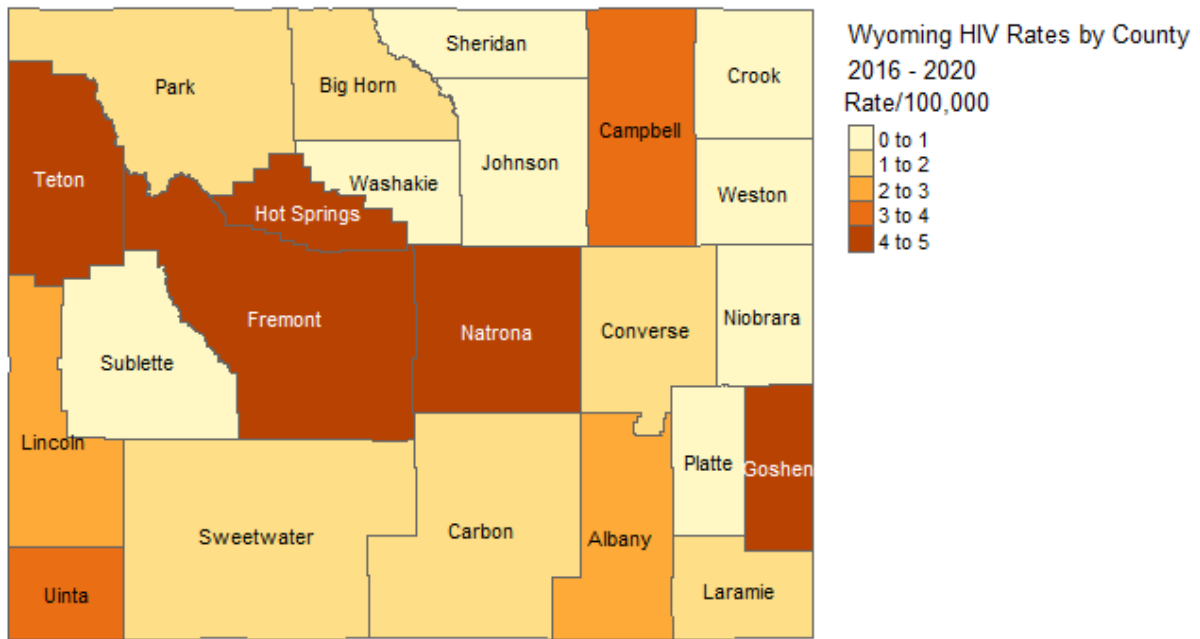 Wyoming HIV Rates by County
2016 - 2020
Rate/100,000
0 to 1
1 to 2
2 to 3
3 to 4
4 to 5
Sheridan
Park
Big Horn
Crook
Campbell
Johnson
Teton
Washakie
Weston
Hot Springs
Fremont
Natrona
Converse
Niobrara
Sublette
Lincoln
Platte
Goshen
Sweetwater
Carbon
Albany
Uinta
Laramie